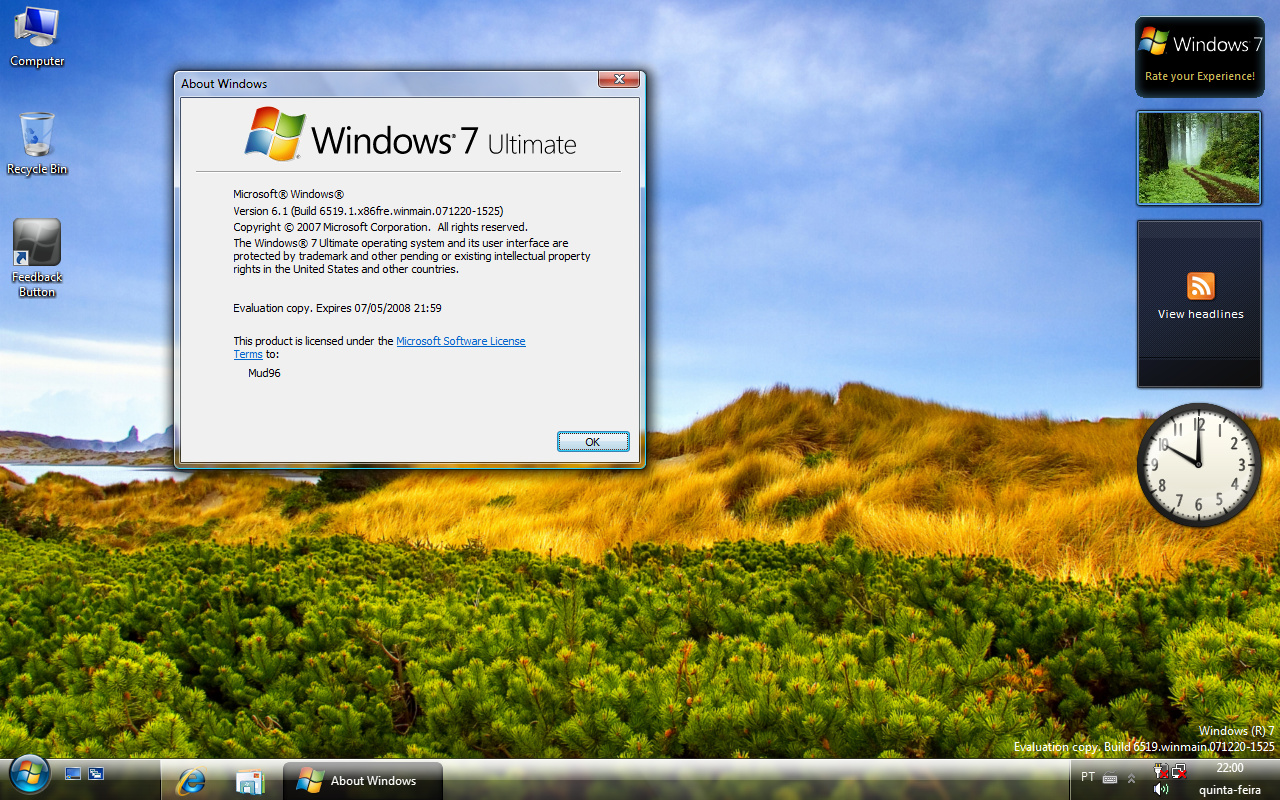 Computer
Recycle Bin
Feedback
Button
About Windows
Windows® 7 Ultimate
Microsoft® Windows®
Version 6.1 (Build 6519.1.x86fre.winmain.071220-1525)
Copyright © 2007 Microsoft Corporation. All rights reserved.
The Windows® 7 Ultimate operating system and its user interface are
protected by trademark and other pending or existing intellectual property
rights in the United States and other countries.
Evaluation copy. Expires 07/05/2008 21:59
This product is licensed under the Microsoft Software License
Terms to:
Mud96
OK
Windows® 7
Rate your Experience!
View headlines
12
1
2
3
4
5
6
7
8
9
10
11
Windows (R) 7
Evaluation copy. Build 6519.winmain.071220-1525
About Windows
PT
22:00
quinta-feira